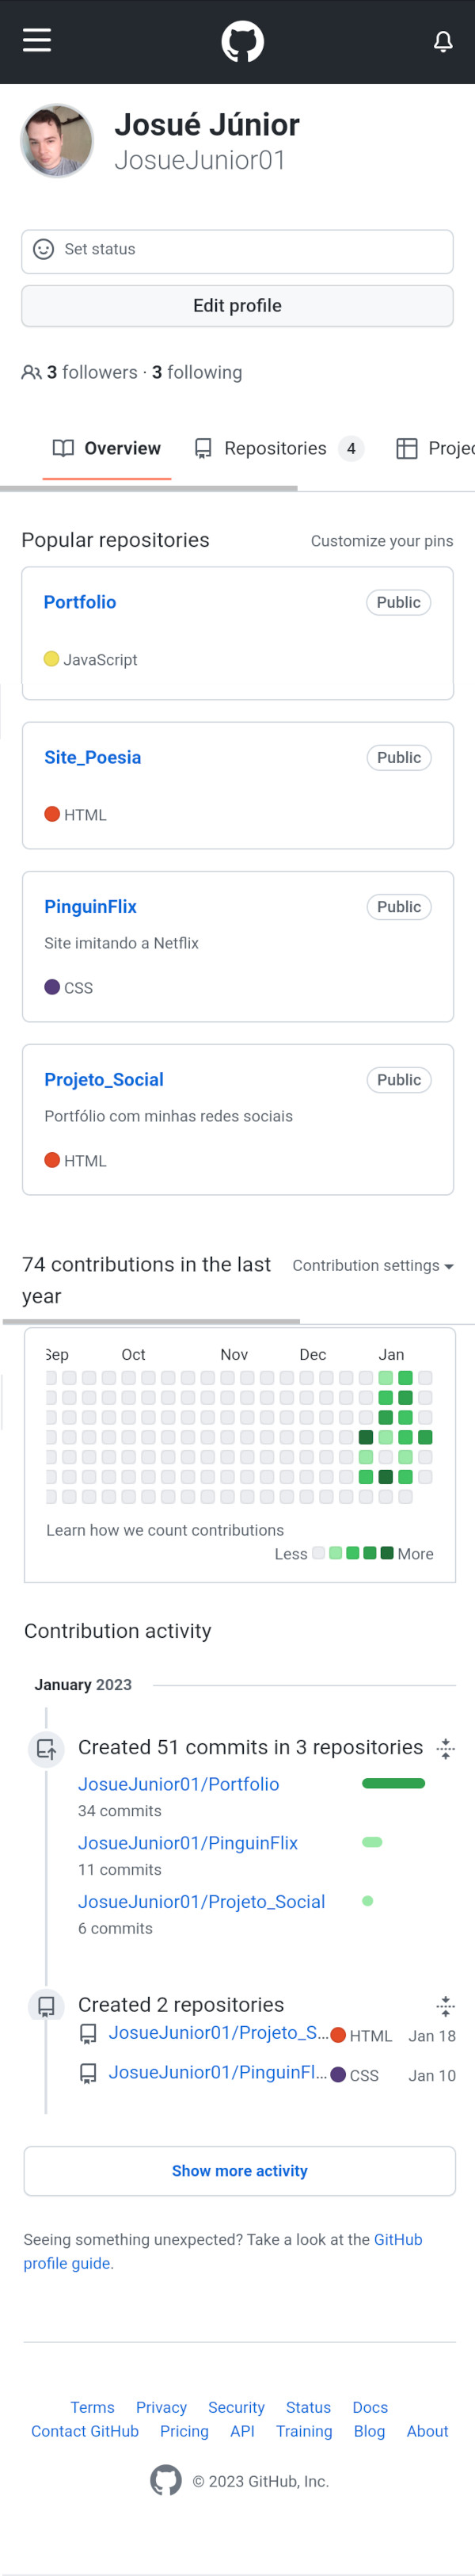 Josué Júnior
JosueJunior01
Set status
Edit profile
3 followers · 3 following
Overview Repositories 4 Projec
Popular repositories Customize your pins
Portfolio Public
JavaScript
Site_Poesia Public
HTML
PinguinFlix Public
Site imitando a Netflix
CSS
Projeto_Social Public
Portfólio com minhas redes sociais
HTML
74 contributions in the last Contribution settings
year
Sep Oct Nov Dec Jan
Learn how we count contributions
Less More
Contribution activity
January 2023
Created 51 commits in 3 repositories
JosueJunior01/Portfolio
34 commits
JosueJunior01/PinguinFlix
11 commits
JosueJunior01/Projeto_Social
6 commits
Created 2 repositories
JosueJunior01/Projeto_S... HTML Jan 18
JosueJunior01/PinguinFl... CSS Jan 10
Show more activity
Seeing something unexpected? Take a look at the GitHub
profile guide.
Terms Privacy Security Status Docs
Contact GitHub Pricing API Training Blog About
© 2023 GitHub, Inc.